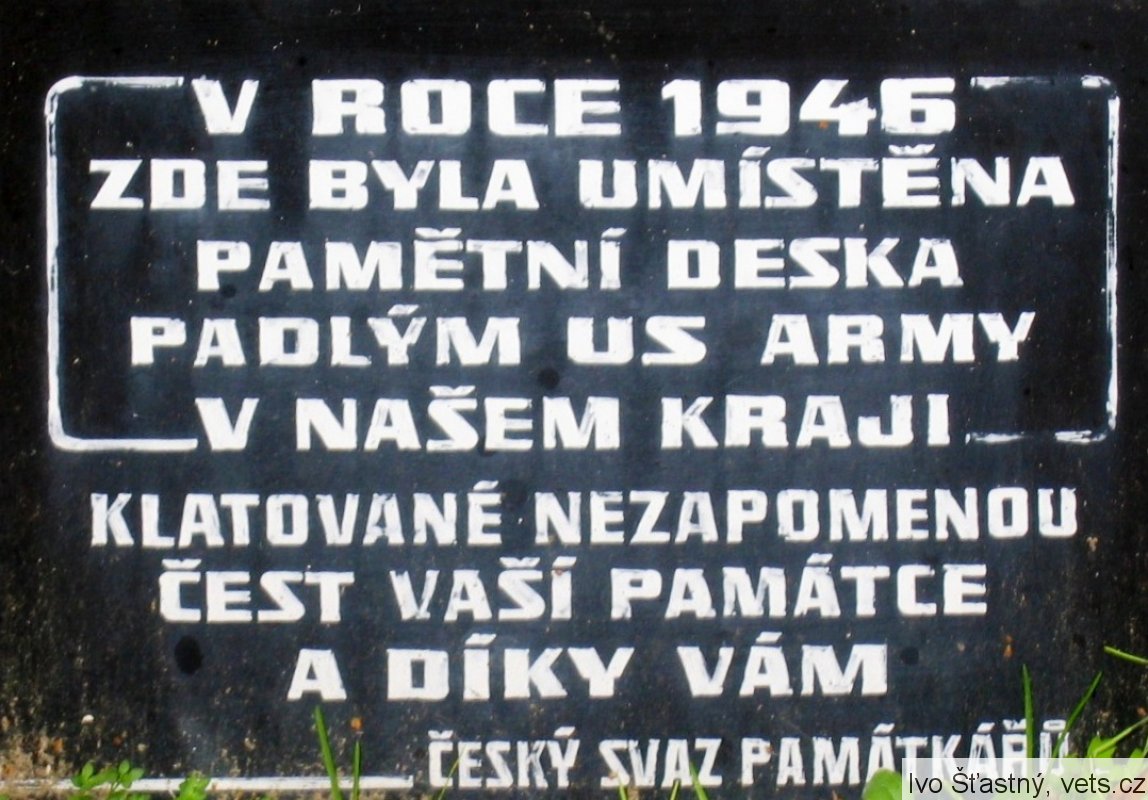 V ROCE 1946
ZDE BYLA UMÍSTĚNA
PAMĚTNÍ DESKA
PADLÝM US ARMY
V NAŠEM KRAJI
KLATOVANÉ NEZAPOMENOU
ČEST VAŠÍ PAMÁTCE
A DÍKY VÁM
ČESKÝ SVAZ PAMÁTKÁŘŮ
Ivo Šťastný, vets.cz